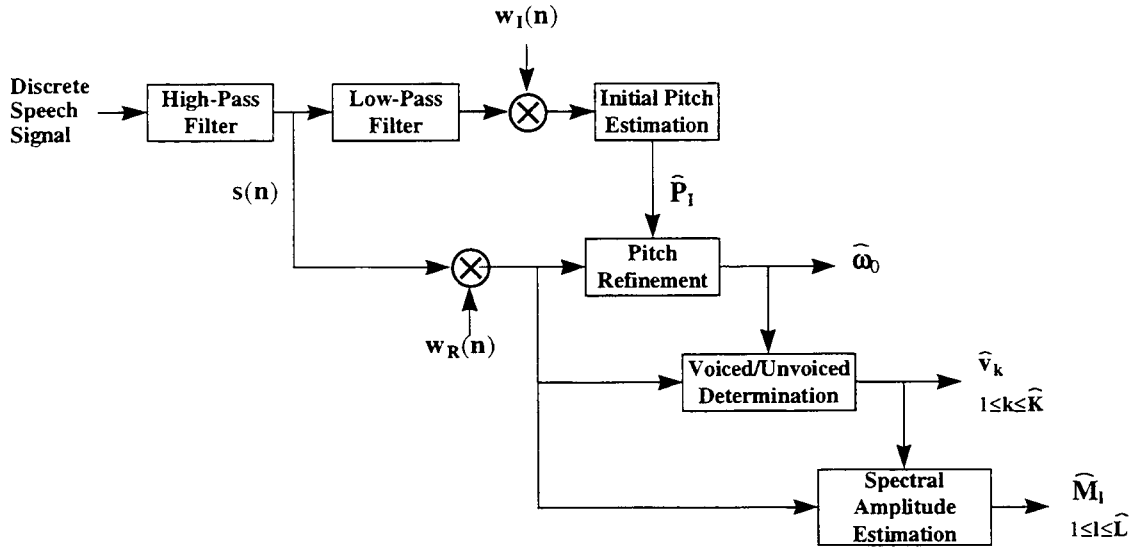 w_I(n)
Discrete
Speech
Signal
High-Pass
Filter
Low-Pass
Filter
Initial Pitch
Estimation
s(n)
P̂_I
Pitch
Refinement
ω̂_0
w_R(n)
Voiced/Unvoiced
Determination
v̂_k
1≤k≤K̂
Spectral
Amplitude
Estimation
M̂_l
1≤l≤L̂